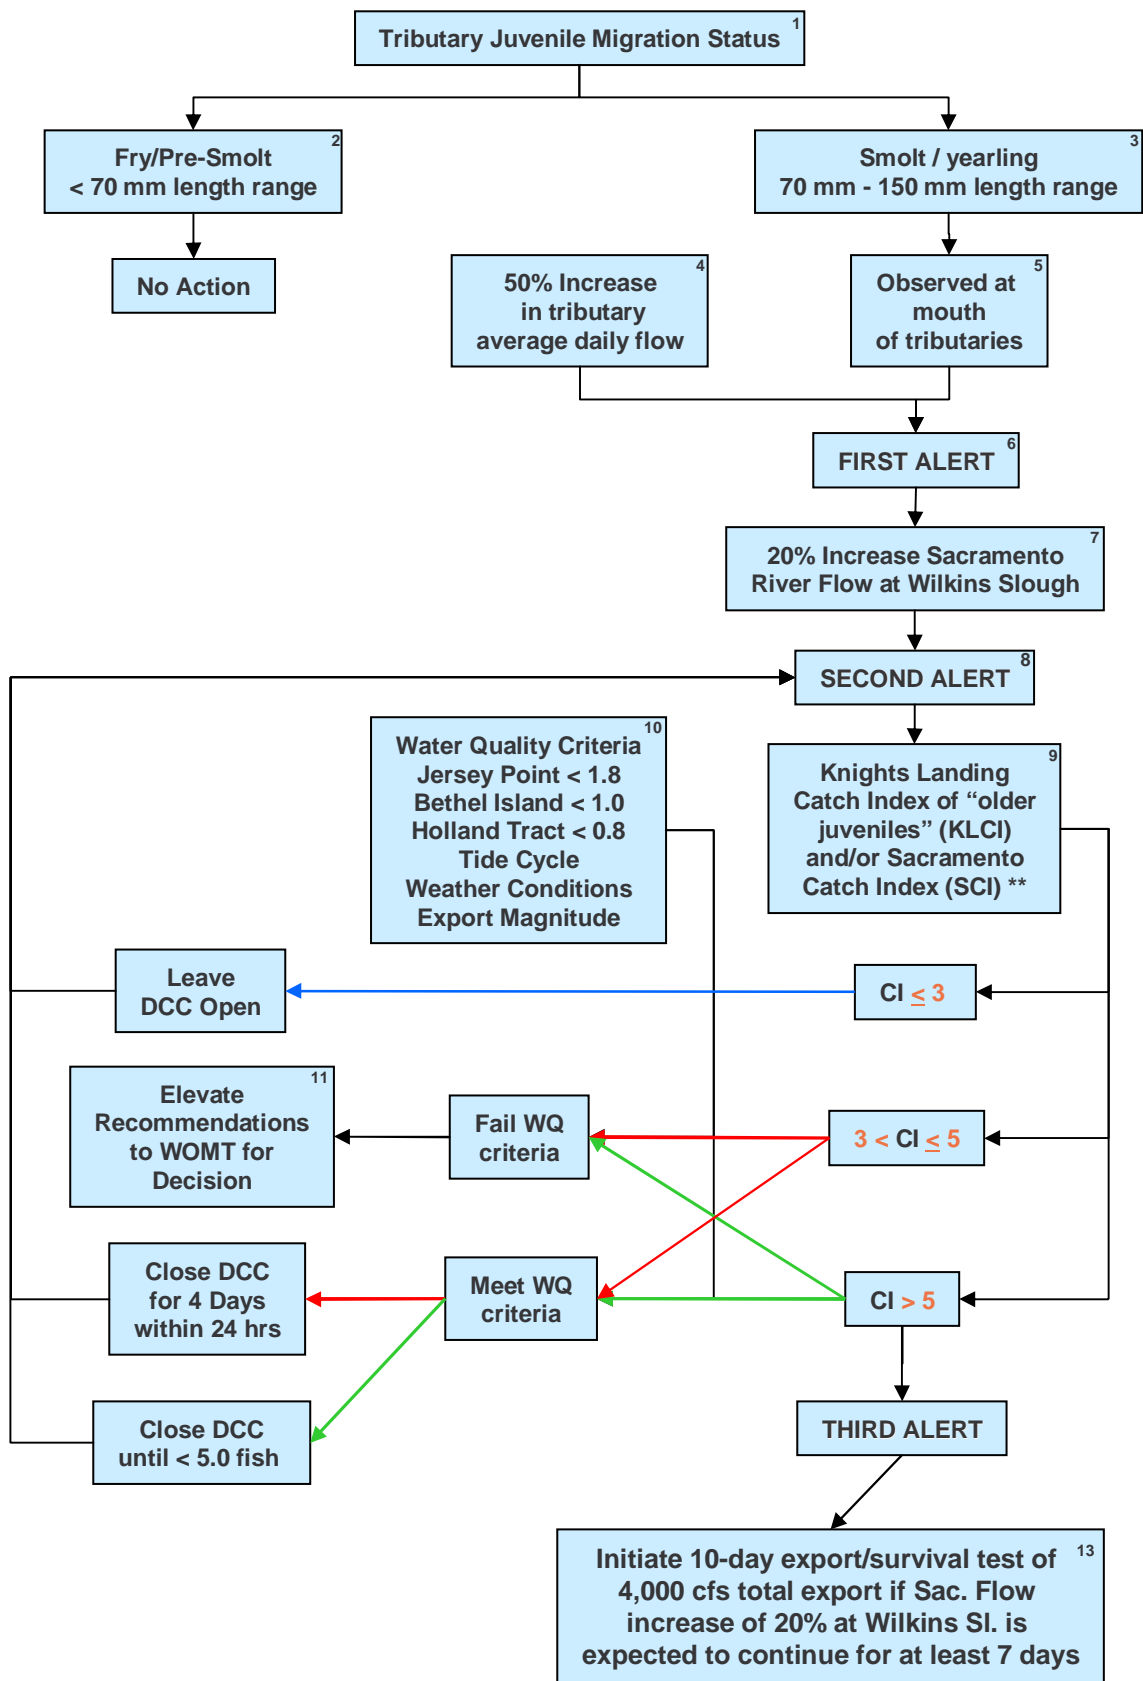 Tributary Juvenile Migration Status 1
Fry/Pre-Smolt 2
< 70 mm length range
Smolt / yearling 3
70 mm - 150 mm length range
No Action
50% Increase 4
in tributary
average daily flow
Observed at 5
mouth
of tributaries
FIRST ALERT 6
20% Increase Sacramento 7
River Flow at Wilkins Slough
SECOND ALERT 8
Water Quality Criteria 10
Jersey Point < 1.8
Bethel Island < 1.0
Holland Tract < 0.8
Tide Cycle
Weather Conditions
Export Magnitude
Knights Landing 9
Catch Index of “older
juveniles” (KLCI)
and/or Sacramento
Catch Index (SCI) **
Leave
DCC Open
CI ≤ 3
Elevate 11
Recommendations
to WOMT for
Decision
Fail WQ
criteria
3 < CI ≤ 5
Close DCC
for 4 Days
within 24 hrs
Meet WQ
criteria
CI > 5
Close DCC
until < 5.0 fish
THIRD ALERT
Initiate 10-day export/survival test of 13
4,000 cfs total export if Sac. Flow
increase of 20% at Wilkins Sl. is
expected to continue for at least 7 days